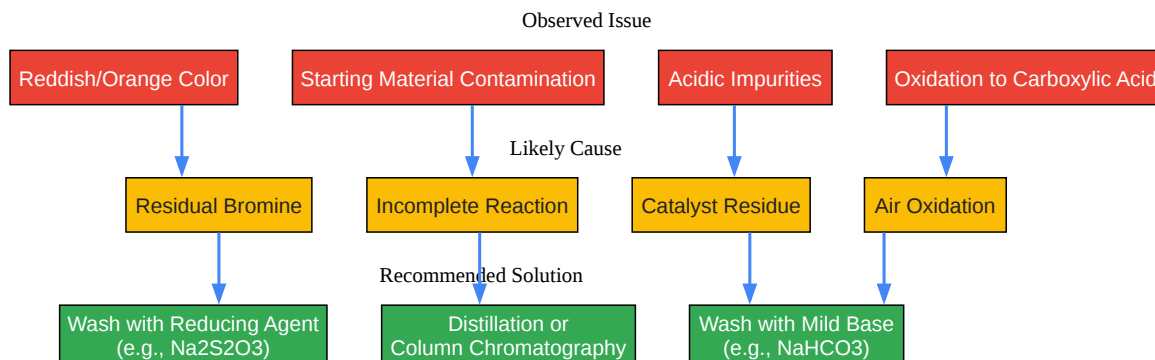 Observed Issue
Reddish/Orange Color
Starting Material Contamination
Acidic Impurities
Oxidation to Carboxylic Acid
Likely Cause
Residual Bromine
Incomplete Reaction
Catalyst Residue
Air Oxidation
Recommended Solution
Wash with Reducing Agent
(e.g., Na2S2O3)
Distillation or
Column Chromatography
Wash with Mild Base
(e.g., NaHCO3)